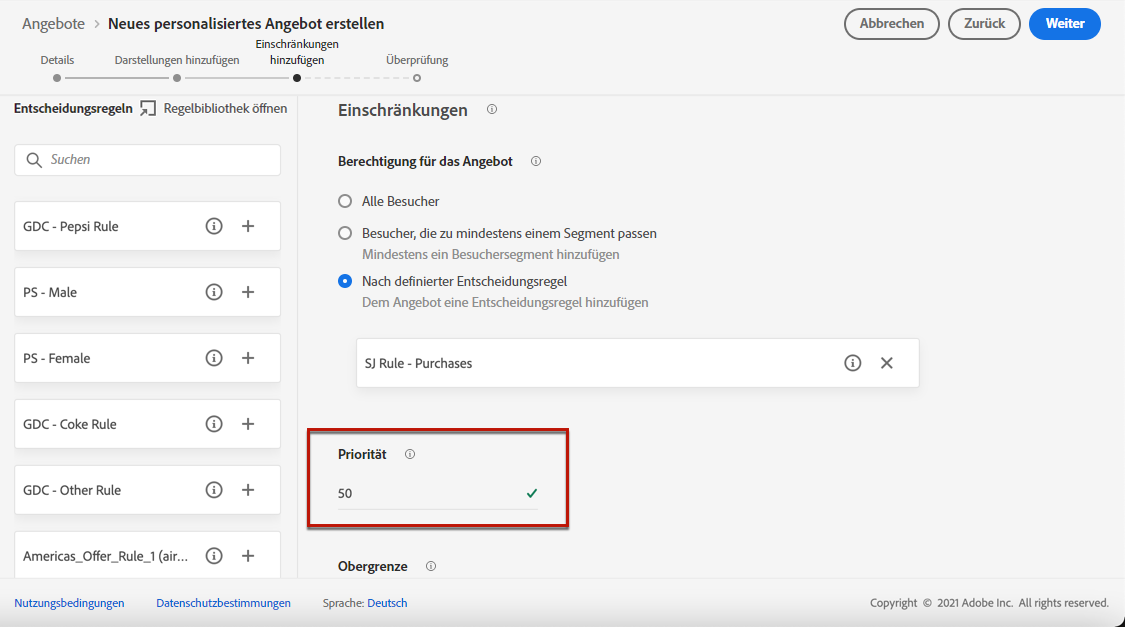 Angebote > Neues personalisiertes Angebot erstellen
Abbrechen
Zurück
Weiter
Details
Darstellungen hinzufügen
Einschränkungen
hinzufügen
Überprüfung
Entscheidungsregeln
Regelbibliothek öffnen
Suchen
GDC - Pepsi Rule
PS - Male
PS - Female
GDC - Coke Rule
GDC - Other Rule
Americas_Offer_Rule_1 (air...
Einschränkungen
Berechtigung für das Angebot
Alle Besucher
Besucher, die zu mindestens einem Segment passen
Mindestens ein Besuchersegment hinzufügen
Nach definierter Entscheidungsregel
Dem Angebot eine Entscheidungsregel hinzufügen
SJ Rule - Purchases
Priorität
50
Obergrenze
Nutzungsbedingungen
Datenschutzbestimmungen
Sprache: Deutsch
Copyright © 2021 Adobe Inc. All rights reserved.